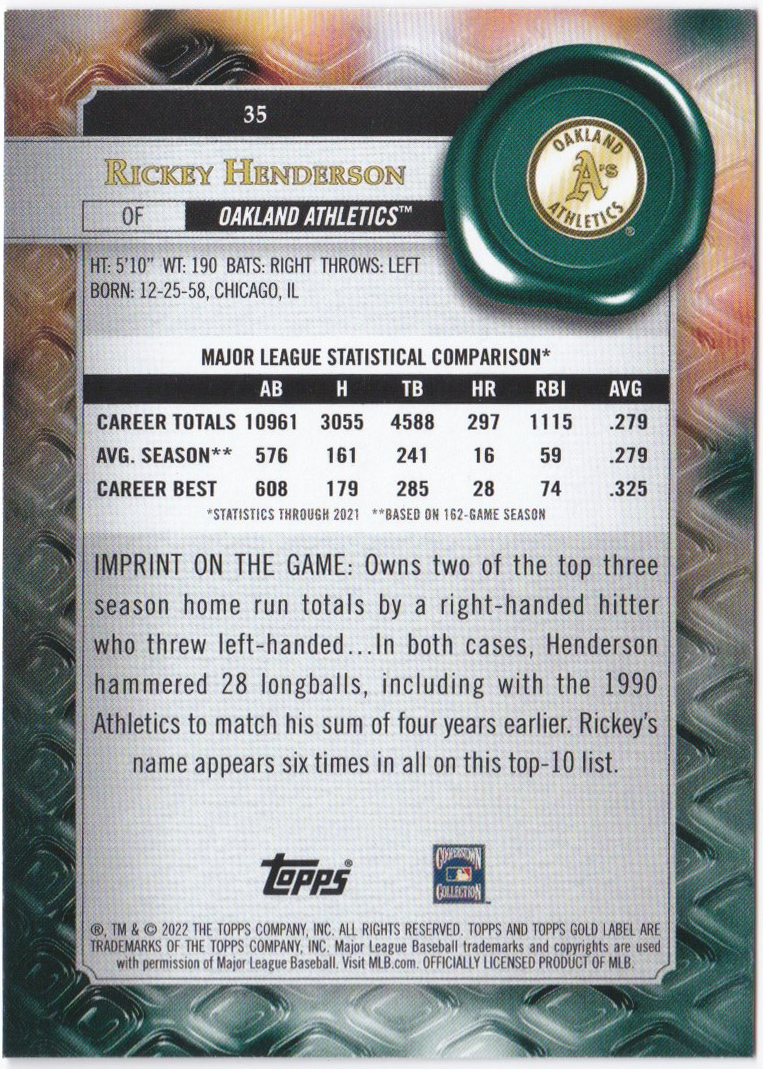 35
OAKLAND
A's
ATHLETICS
®
RICKEY HENDERSON
OF OAKLAND ATHLETICS™
HT: 5'10" WT: 190 BATS: RIGHT THROWS: LEFT
BORN: 12-25-58, CHICAGO, IL
MAJOR LEAGUE STATISTICAL COMPARISON*
AB H TB HR RBI AVG
CAREER TOTALS 10961 3055 4588 297 1115 .279
AVG. SEASON** 576 161 241 16 59 .279
CAREER BEST 608 179 285 28 74 .325
*STATISTICS THROUGH 2021 **BASED ON 162-GAME SEASON
IMPRINT ON THE GAME: Owns two of the top three
season home run totals by a right-handed hitter
who threw left-handed...In both cases, Henderson
hammered 28 longballs, including with the 1990
Athletics to match his sum of four years earlier. Rickey's
name appears six times in all on this top-10 list.
topps®
COOPERSTOWN
COLLECTION
™
®, TM & © 2022 THE TOPPS COMPANY, INC. ALL RIGHTS RESERVED. TOPPS AND TOPPS GOLD LABEL ARE
TRADEMARKS OF THE TOPPS COMPANY, INC. Major League Baseball trademarks and copyrights are used
with permission of Major League Baseball. Visit MLB.com. OFFICIALLY LICENSED PRODUCT OF MLB.